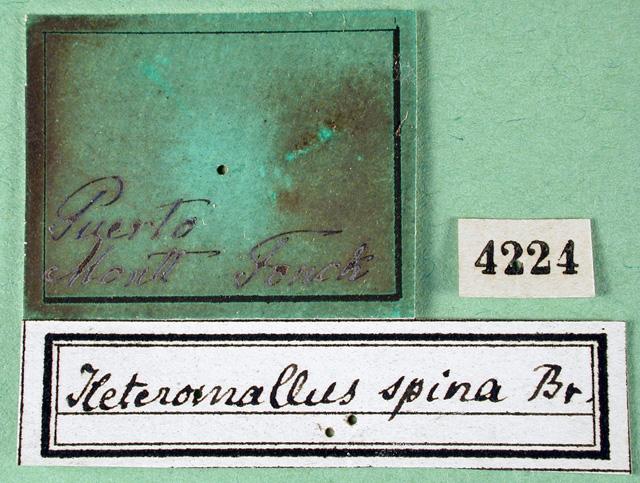 Puerto
Montt Fonck
4224
Heteromallus spina Br.